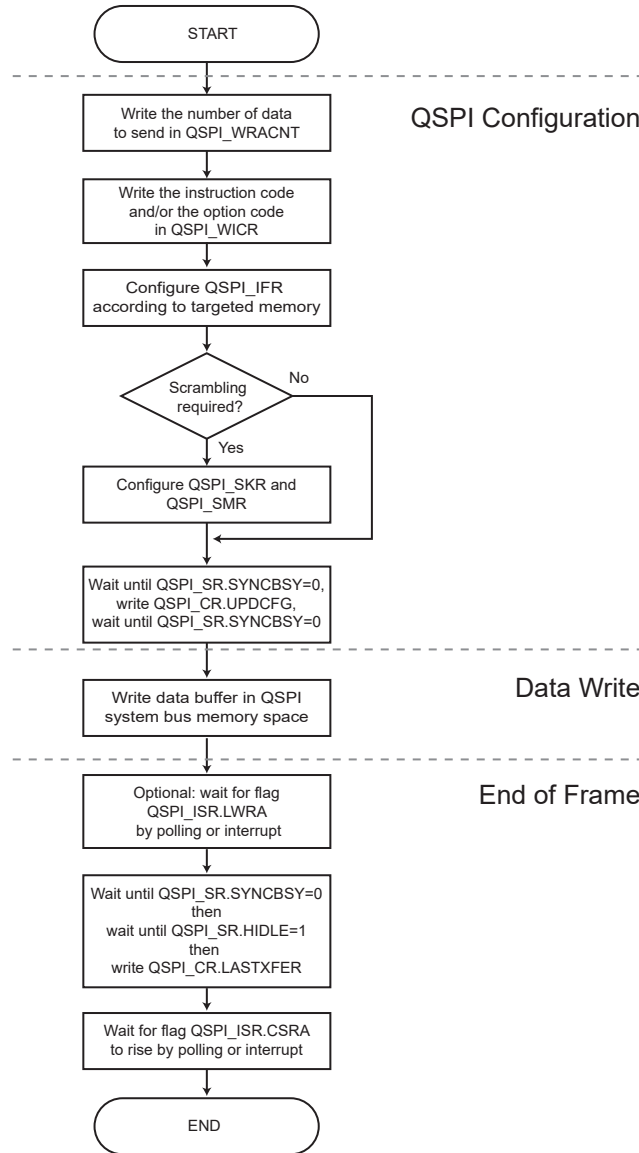 START
QSPI Configuration
Write the number of data
to send in QSPI_WRACNT
Write the instruction code
and/or the option code
in QSPI_WICR
Configure QSPI_IFR
according to targeted memory
Scrambling
required?
No
Yes
Configure QSPI_SKR and
QSPI_SMR
Wait until QSPI_SR.SYNCBSY=0,
write QSPI_CR.UPDCFG,
wait until QSPI_SR.SYNCBSY=0
Data Write
Write data buffer in QSPI
system bus memory space
End of Frame
Optional: wait for flag
QSPI_ISR.LWRA
by polling or interrupt
Wait until QSPI_SR.SYNCBSY=0
then
wait until QSPI_SR.HIDLE=1
then
write QSPI_CR.LASTXFER
Wait for flag QSPI_ISR.CSRA
to rise by polling or interrupt
END